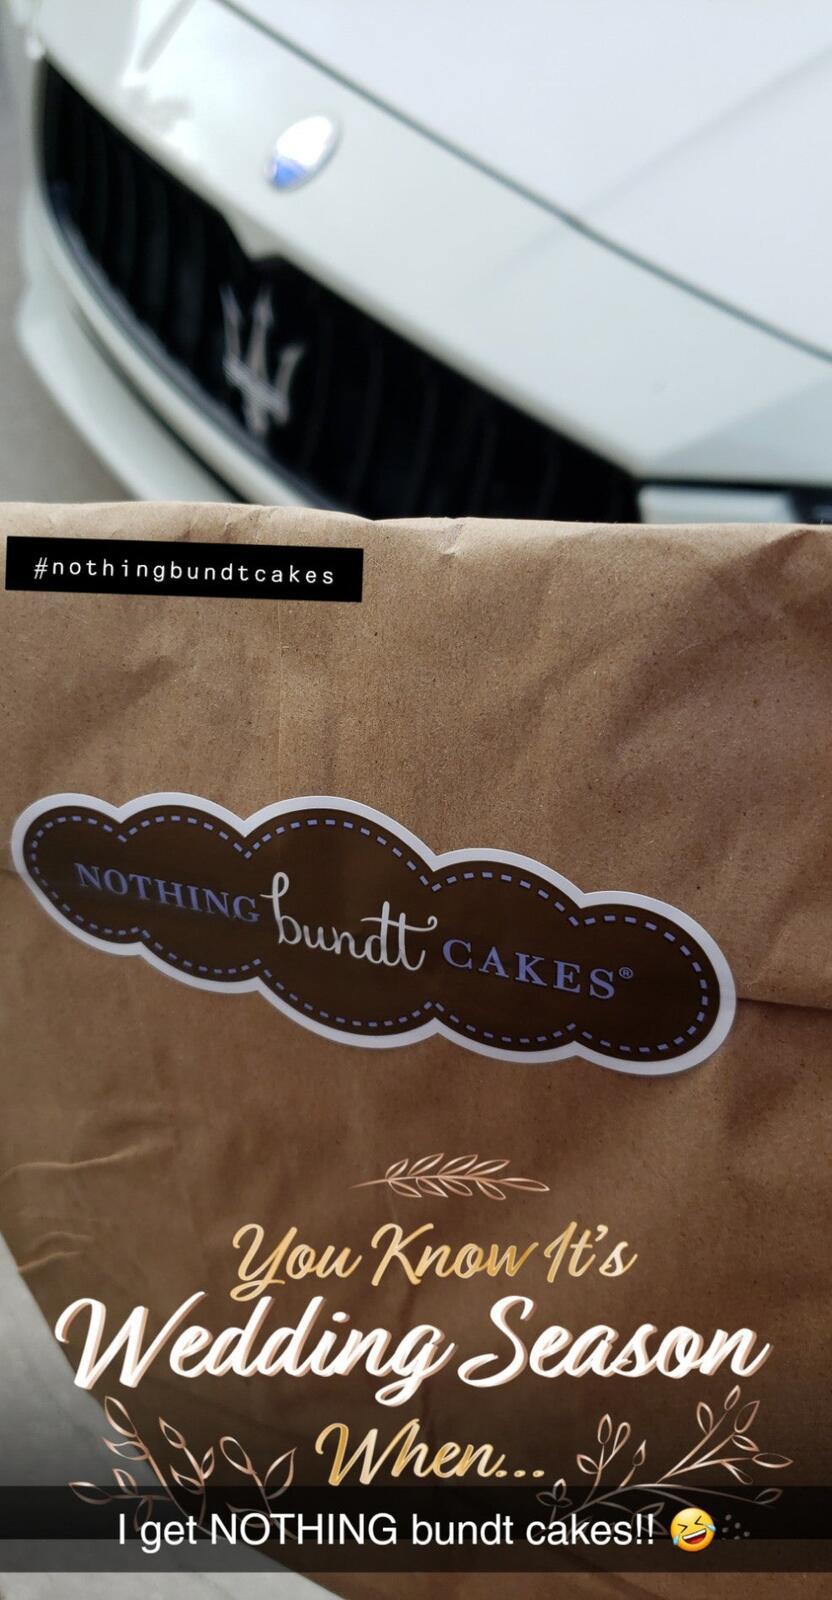 #nothingbundtcakes
NOTHING bundt CAKES®
You Know It's
Wedding Season
When...
I get NOTHING bundt cakes!! 🤣